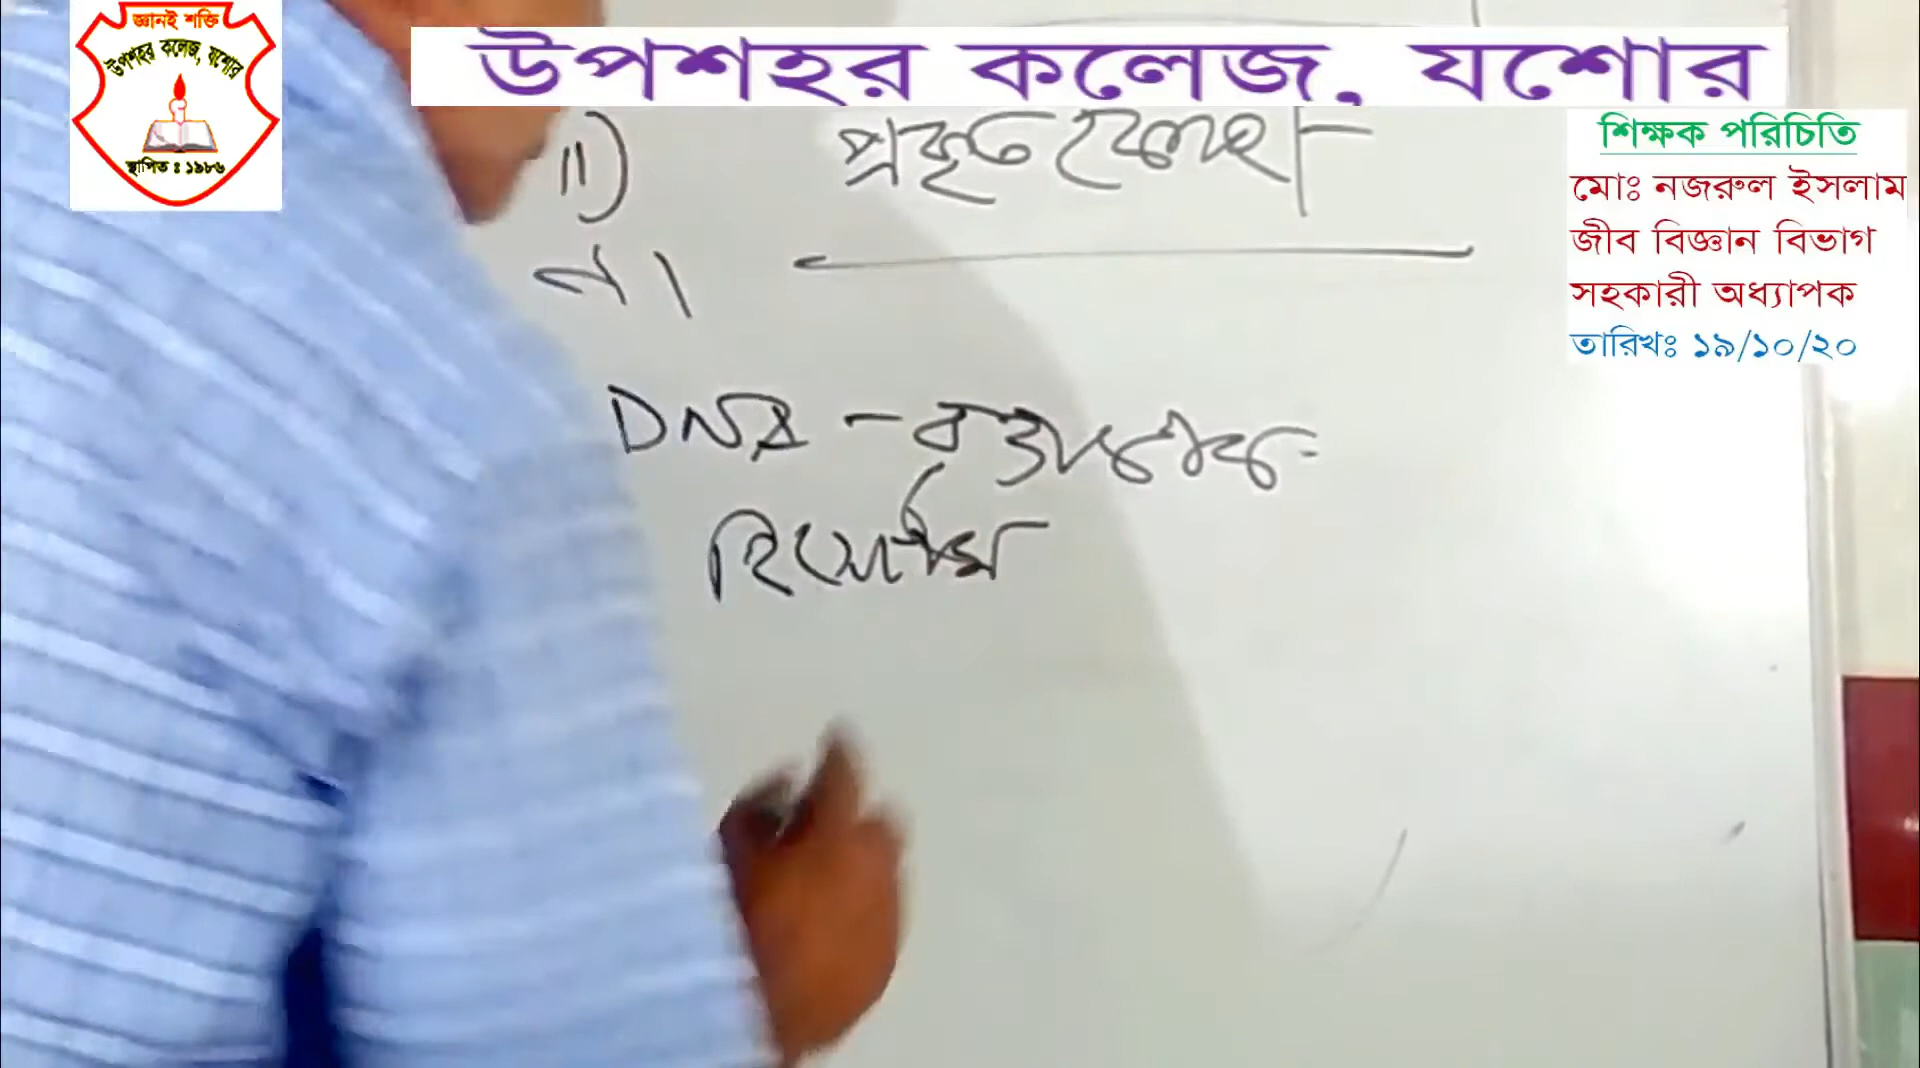 জ্ঞানই শক্তি
উপশহর কলেজ, যশোর
স্থাপিত ঃ ১৯৮৬
উপশহর কলেজ, যশোর
শিক্ষক পরিচিতি
মোঃ নজরুল ইসলাম
জীব বিজ্ঞান বিভাগ
সহকারী অধ্যাপক
তারিখঃ ১৯/১০/২০
II) প্রকৃত কোষ
DNA - বৃত্তাকার